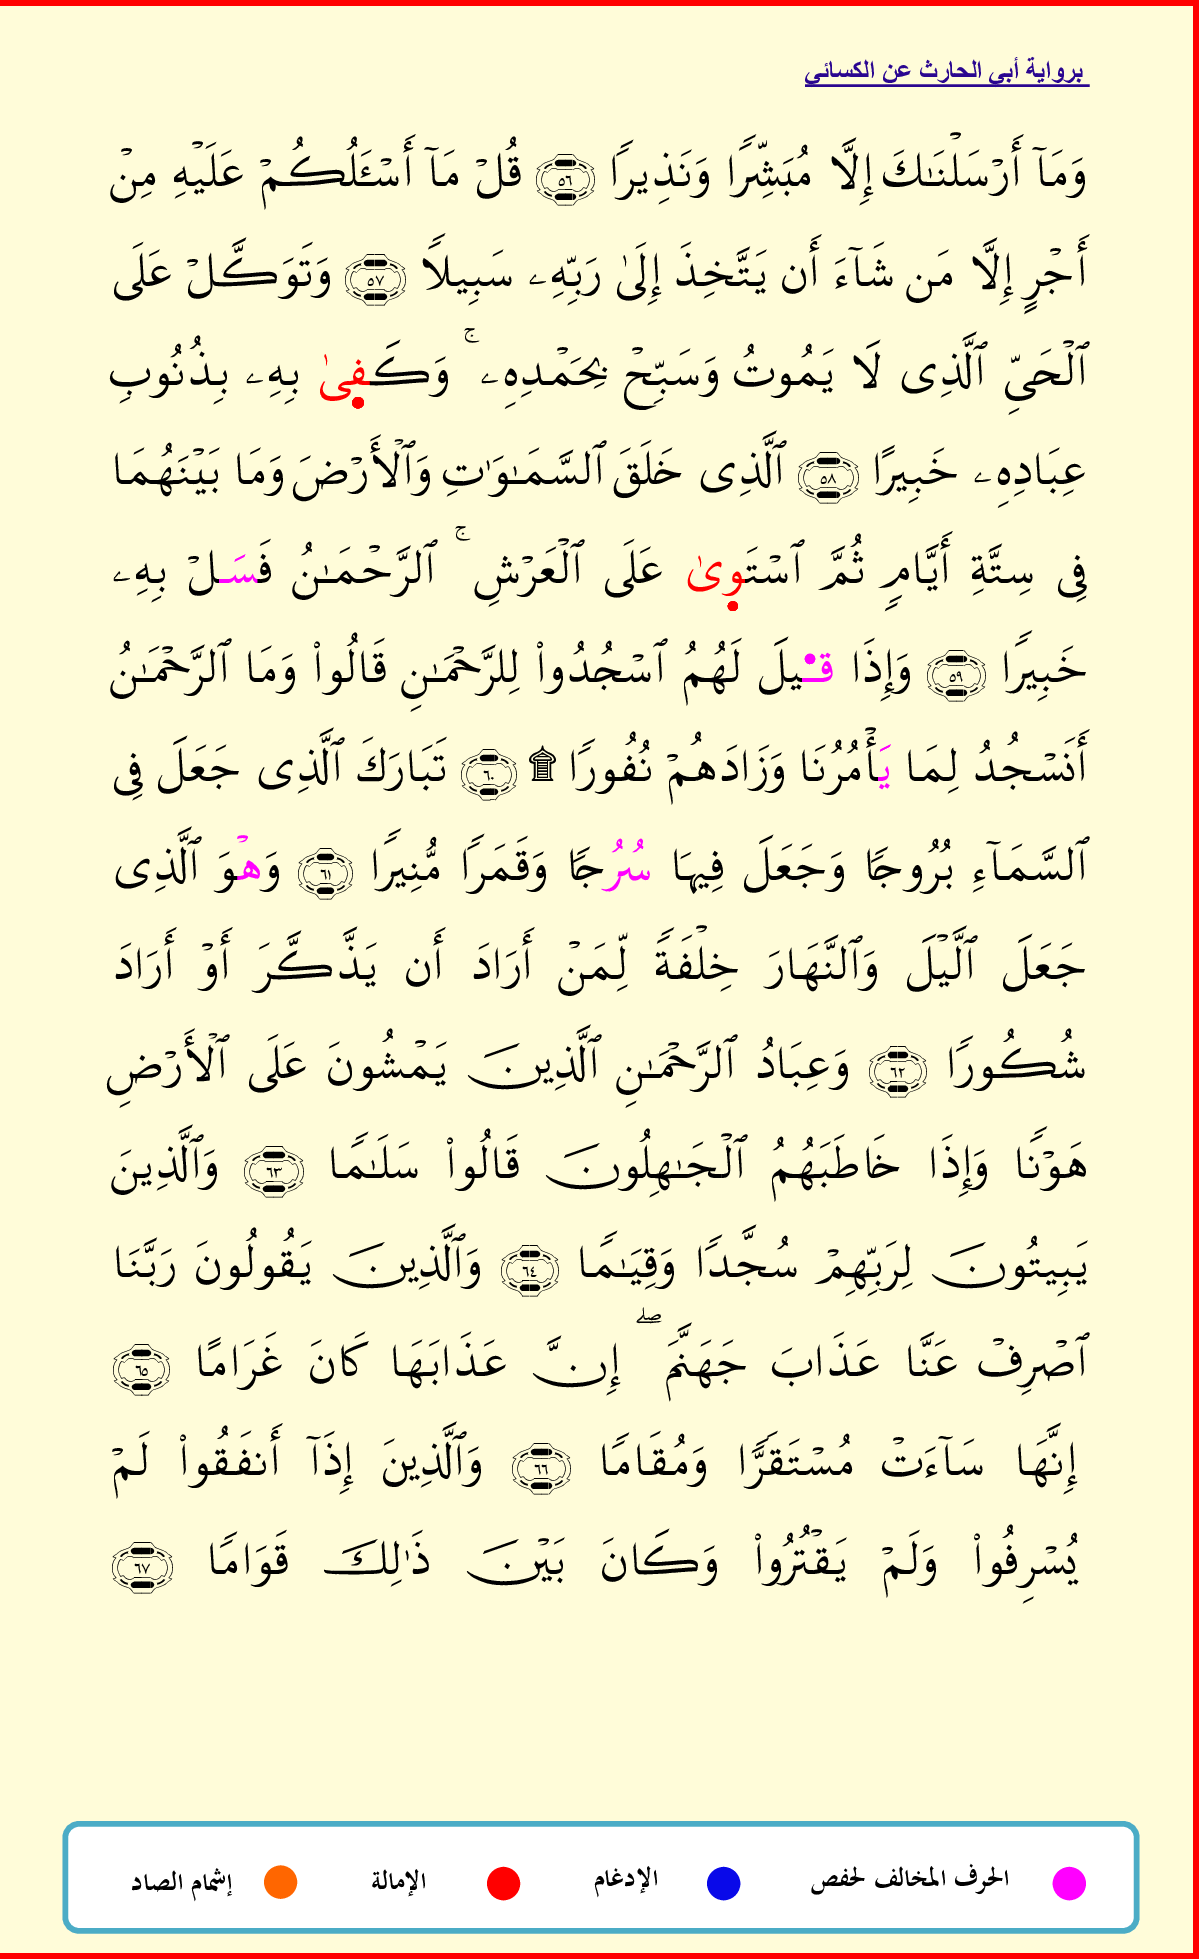 برواية أبي الحارث عن الكسائي
وَمَآ أَرْسَلْنَـٰكَ إِلَّا مُبَشِّرًا وَنَذِيرًا ٥٦ قُلْ مَآ أَسْـَٔلُكُمْ عَلَيْهِ مِنْ
أَجْرٍ إِلَّا مَن شَآءَ أَن يَتَّخِذَ إِلَىٰ رَبِّهِۦ سَبِيلًا ٥٧ وَتَوَكَّلْ عَلَى
ٱلْحَيِّ ٱلَّذِى لَا يَمُوتُ وَسَبِّحْ بِحَمْدِهِۦ ۚ وَكَفِىٰ بِهِۦ بِذُنُوبِ
عِبَادِهِۦ خَبِيرًا ٥٨ ٱلَّذِى خَلَقَ ٱلسَّمَـٰوَٰتِ وَٱلْأَرْضَ وَمَا بَيْنَهُمَا
فِى سِتَّةِ أَيَّامٍ ثُمَّ ٱسْتَوِىٰ عَلَى ٱلْعَرْشِ ۚ ٱلرَّحْمَـٰنُ فَسَلْ بِهِۦ
خَبِيرًا ٥٩ وَإِذَا قِيلَ لَهُمُ ٱسْجُدُوا۟ لِلرَّحْمَـٰنِ قَالُوا۟ وَمَا ٱلرَّحْمَـٰنُ
أَنَسْجُدُ لِمَا يَأْمُرُنَا وَزَادَهُمْ نُفُورًا ۩ ٦٠ تَبَارَكَ ٱلَّذِى جَعَلَ فِى
ٱلسَّمَآءِ بُرُوجًا وَجَعَلَ فِيهَا سُرُجًا وَقَمَرًا مُّنِيرًا ٦١ وَهْوَ ٱلَّذِى
جَعَلَ ٱلَّيْلَ وَٱلنَّهَارَ خِلْفَةً لِّمَنْ أَرَادَ أَن يَذَّكَّرَ أَوْ أَرَادَ
شُكُورًا ٦٢ وَعِبَادُ ٱلرَّحْمَـٰنِ ٱلَّذِينَ يَمْشُونَ عَلَى ٱلْأَرْضِ
هَوْنًا وَإِذَا خَاطَبَهُمُ ٱلْجَـٰهِلُونَ قَالُوا۟ سَلَـٰمًا ٦٣ وَٱلَّذِينَ
يَبِيتُونَ لِرَبِّهِمْ سُجَّدًا وَقِيَـٰمًا ٦٤ وَٱلَّذِينَ يَقُولُونَ رَبَّنَا
ٱصْرِفْ عَنَّا عَذَابَ جَهَنَّمَ ۖ إِنَّ عَذَابَهَا كَانَ غَرَامًا ٦٥
إِنَّهَا سَآءَتْ مُسْتَقَرًّا وَمُقَامًا ٦٦ وَٱلَّذِينَ إِذَآ أَنفَقُوا۟ لَمْ
يُسْرِفُوا۟ وَلَمْ يَقْتُرُوا۟ وَكَانَ بَيْنَ ذَٰلِكَ قَوَامًا ٦٧
الحرف المخالف لحفص الإدغام الإمالة إشمام الصاد